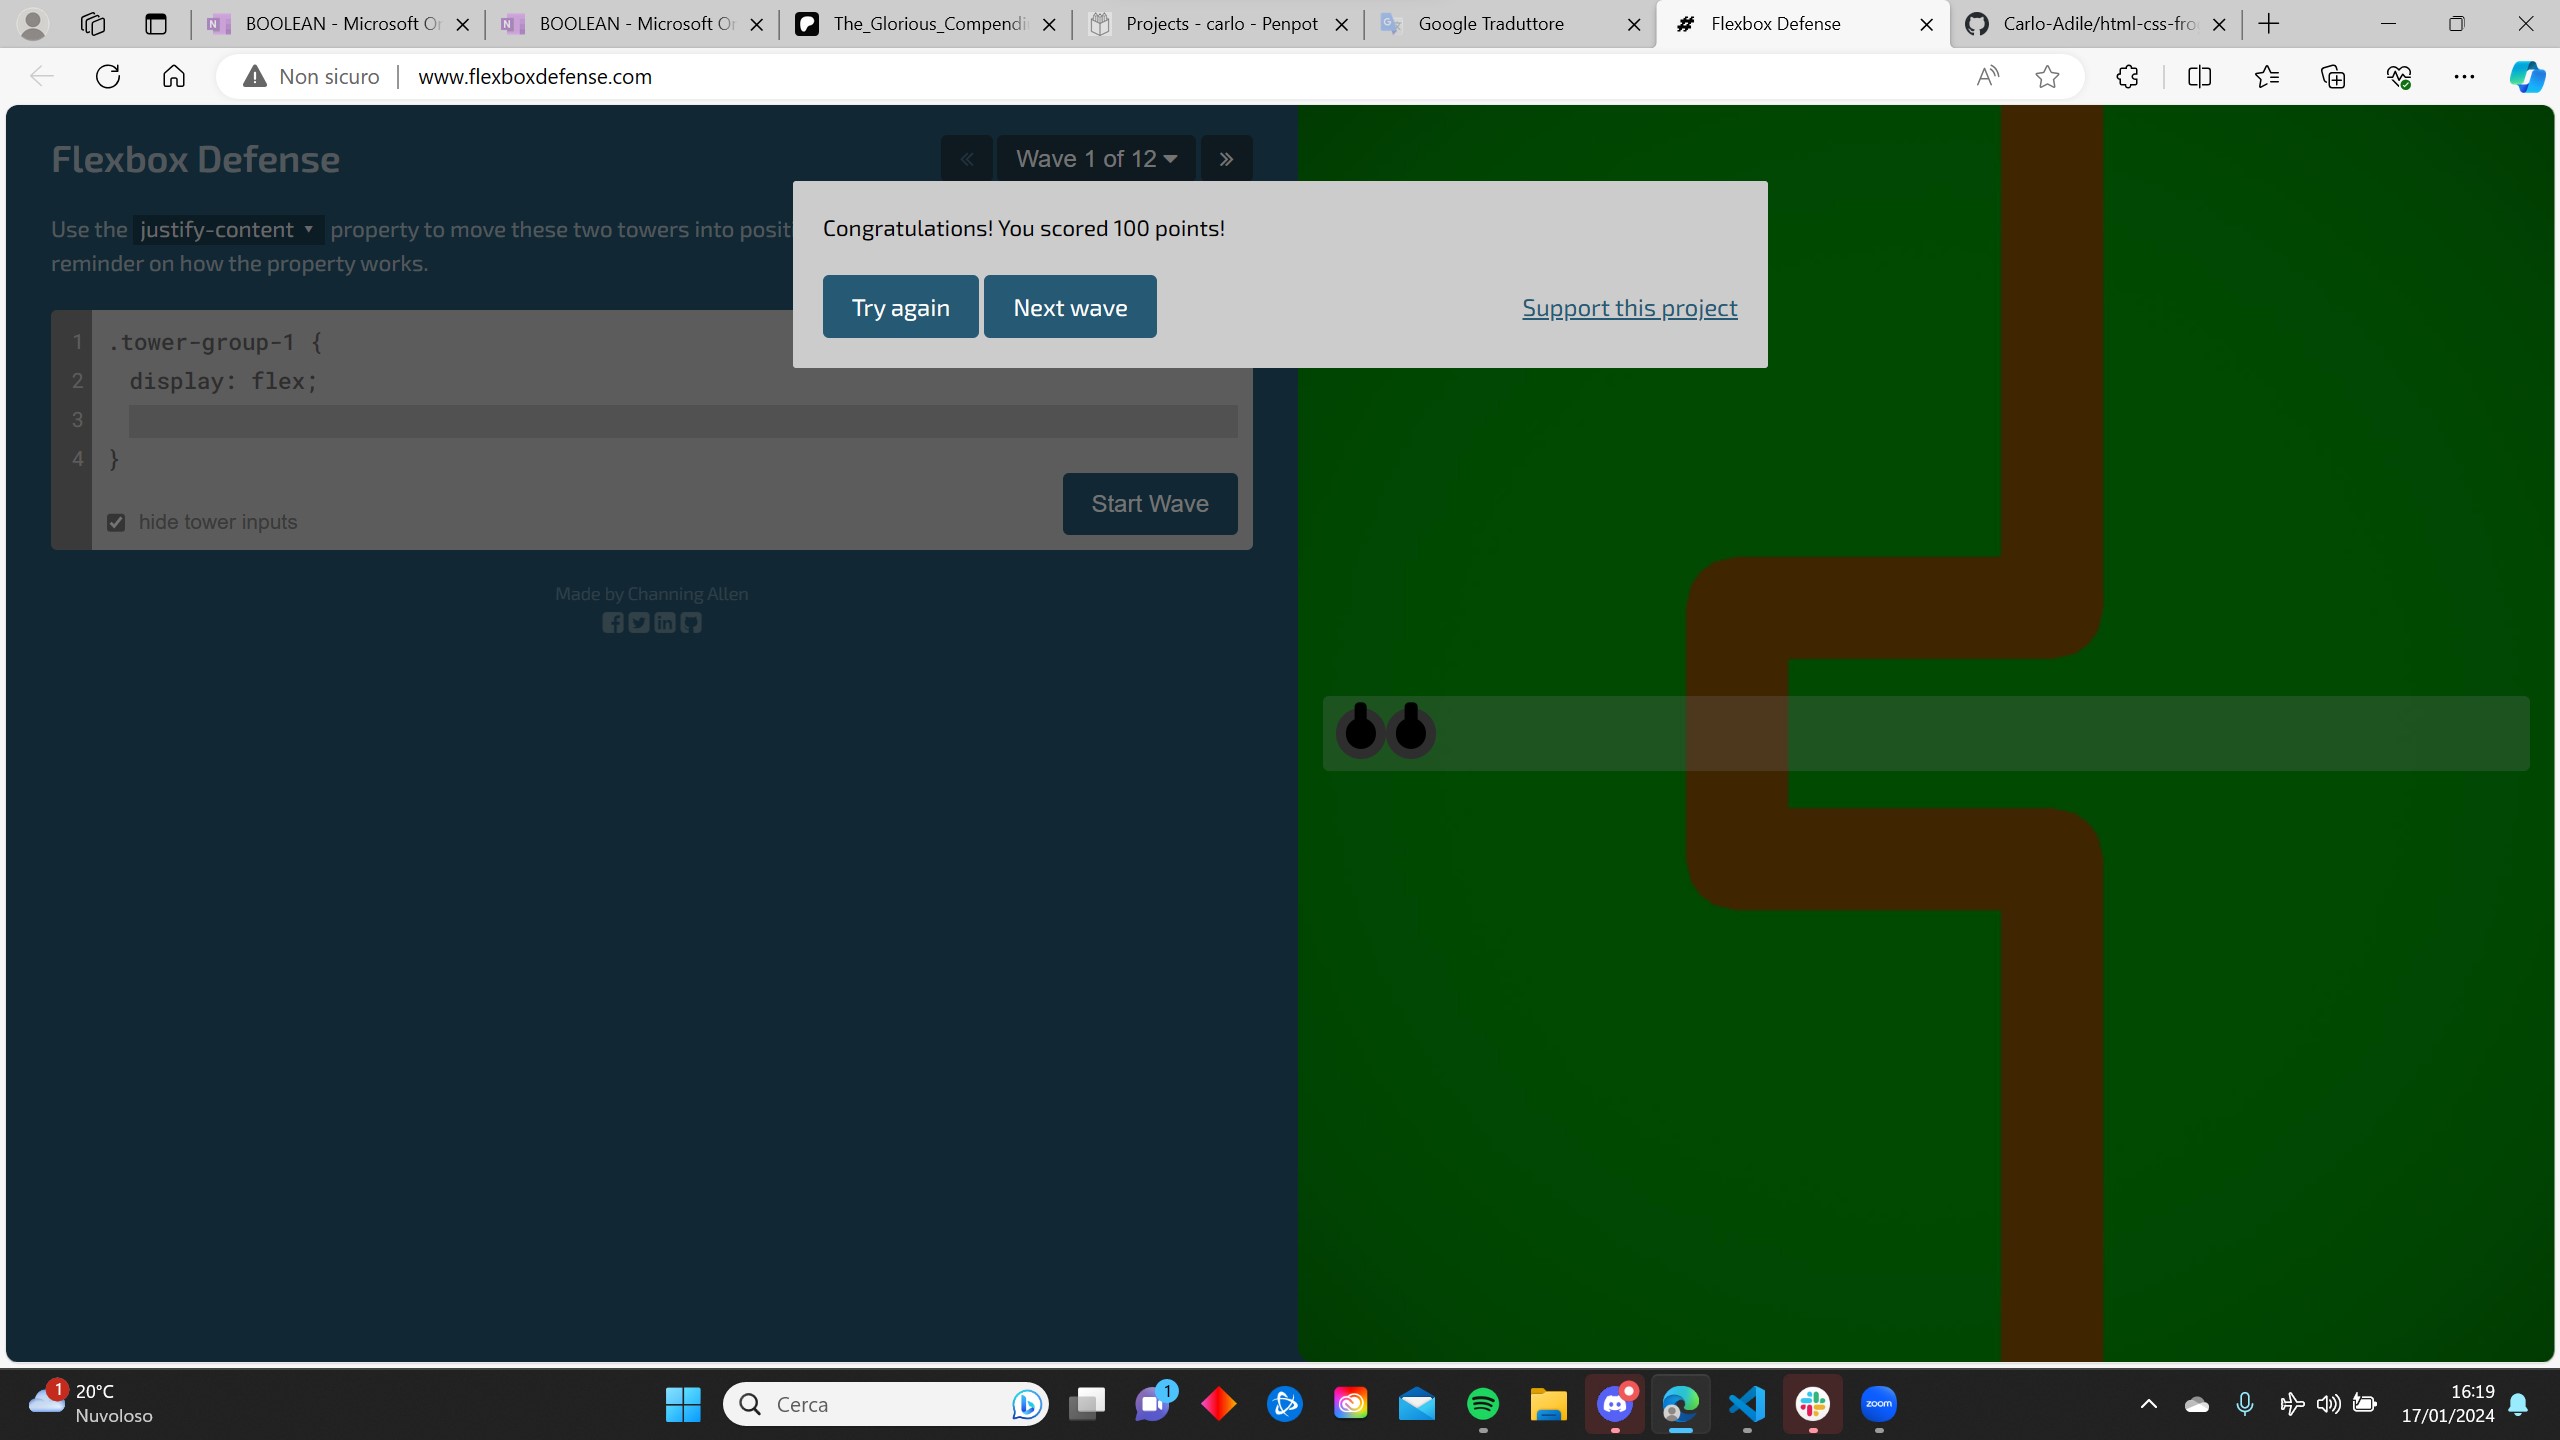 BOOLEAN - Microsoft Or
BOOLEAN - Microsoft Or
The_Glorious_Compendi
Projects - carlo - Penpot
Google Traduttore
Flexbox Defense
Carlo-Adile/html-css-fro
Non sicuro
www.flexboxdefense.com
Flexbox Defense
« Wave 1 of 12 »
Congratulations! You scored 100 points!
Try again
Next wave
Support this project
Use the justify-content property to move these two towers into posit
reminder on how the property works.
1 .tower-group-1 {
2 display: flex;
3
4 }
hide tower inputs
Start Wave
Made by Channing Allen
1
20°C
Nuvoloso
Cerca
1
zoom
16:19
17/01/2024